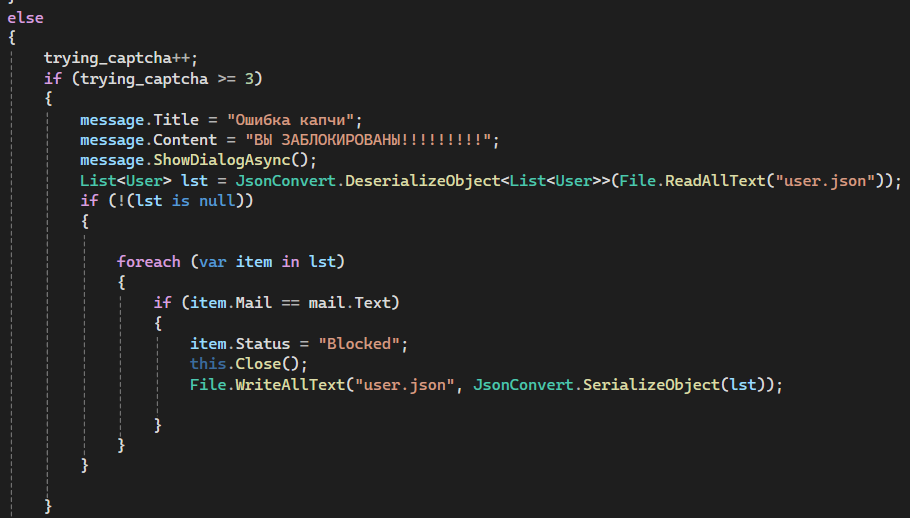 }
else
{
trying_captcha++;
if (trying_captcha >= 3)
{
message.Title = "Ошибка капчи";
message.Content = "ВЫ ЗАБЛОКИРОВАНЫ!!!!!!!!!";
message.ShowDialogAsync();
List<User> lst = JsonConvert.DeserializeObject<List<User>>(File.ReadAllText("user.json"));
if (!(lst is null))
{
foreach (var item in lst)
{
if (item.Mail == mail.Text)
{
item.Status = "Blocked";
this.Close();
File.WriteAllText("user.json", JsonConvert.SerializeObject(lst));
}
}
}
}